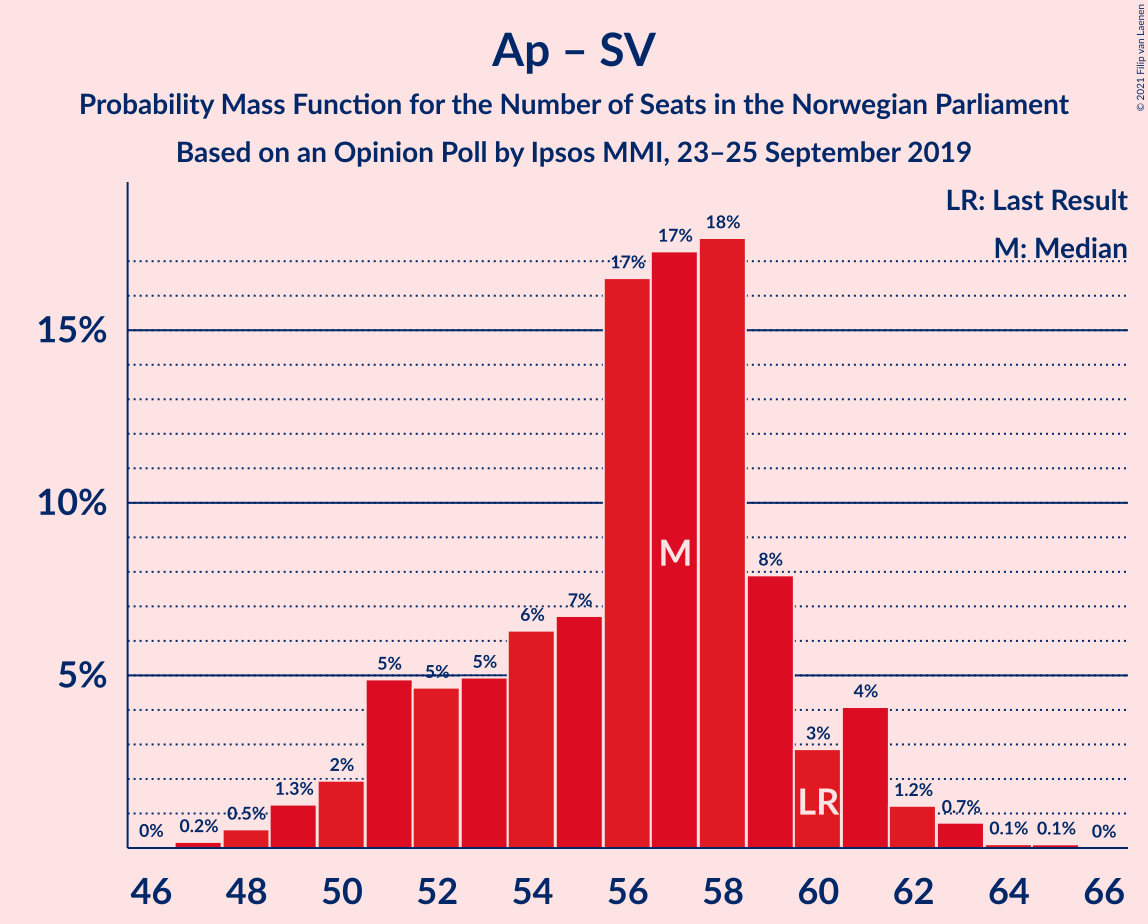 Ap – SV
Probability Mass Function for the Number of Seats in the Norwegian Parliament
Based on an Opinion Poll by Ipsos MMI, 23–25 September 2019
© 2021 Filip van Laenen
LR: Last Result
M: Median
15%
10%
5%
0%
0.2%
0.5%
1.3%
2%
5%
5%
5%
6%
7%
17%
17%
18%
8%
3%
4%
1.2%
0.7%
0.1%
0.1%
0%
M
LR
46 48 50 52 54 56 58 60 62 64 66